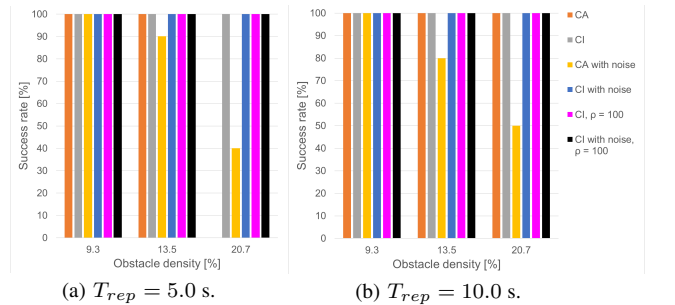 100
90
80
70
60
50
40
30
20
10
0
Success rate [%]
9.3 13.5 20.7
Obstacle density [%]
(a) T_rep = 5.0 s.
100
90
80
70
60
50
40
30
20
10
0
Success rate [%]
9.3 13.5 20.7
Obstacle density [%]
(b) T_rep = 10.0 s.
CA
CI
CA with noise
CI with noise
CI, ρ = 100
CI with noise,
ρ = 100